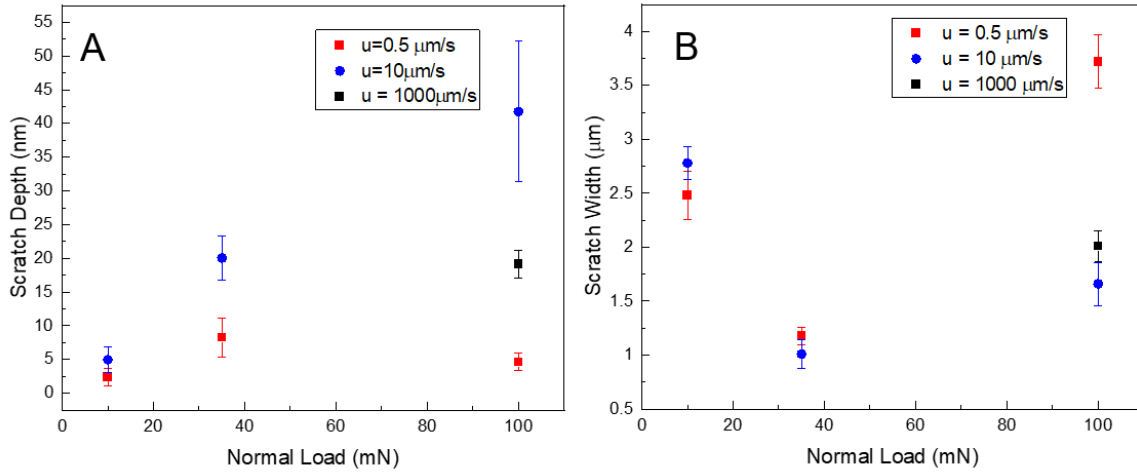 A
u=0.5 μm/s
u=10μm/s
u = 1000μm/s
55
50
45
40
35
30
25
20
15
10
5
0
Scratch Depth (nm)
0 20 40 60 80 100
Normal Load (mN)
B
u = 0.5 μm/s
u = 10 μm/s
u = 1000 μm/s
4
3.5
3
2.5
2
1.5
1
0.5
Scratch Width (μm)
0 20 40 60 80 100
Normal Load (mN)